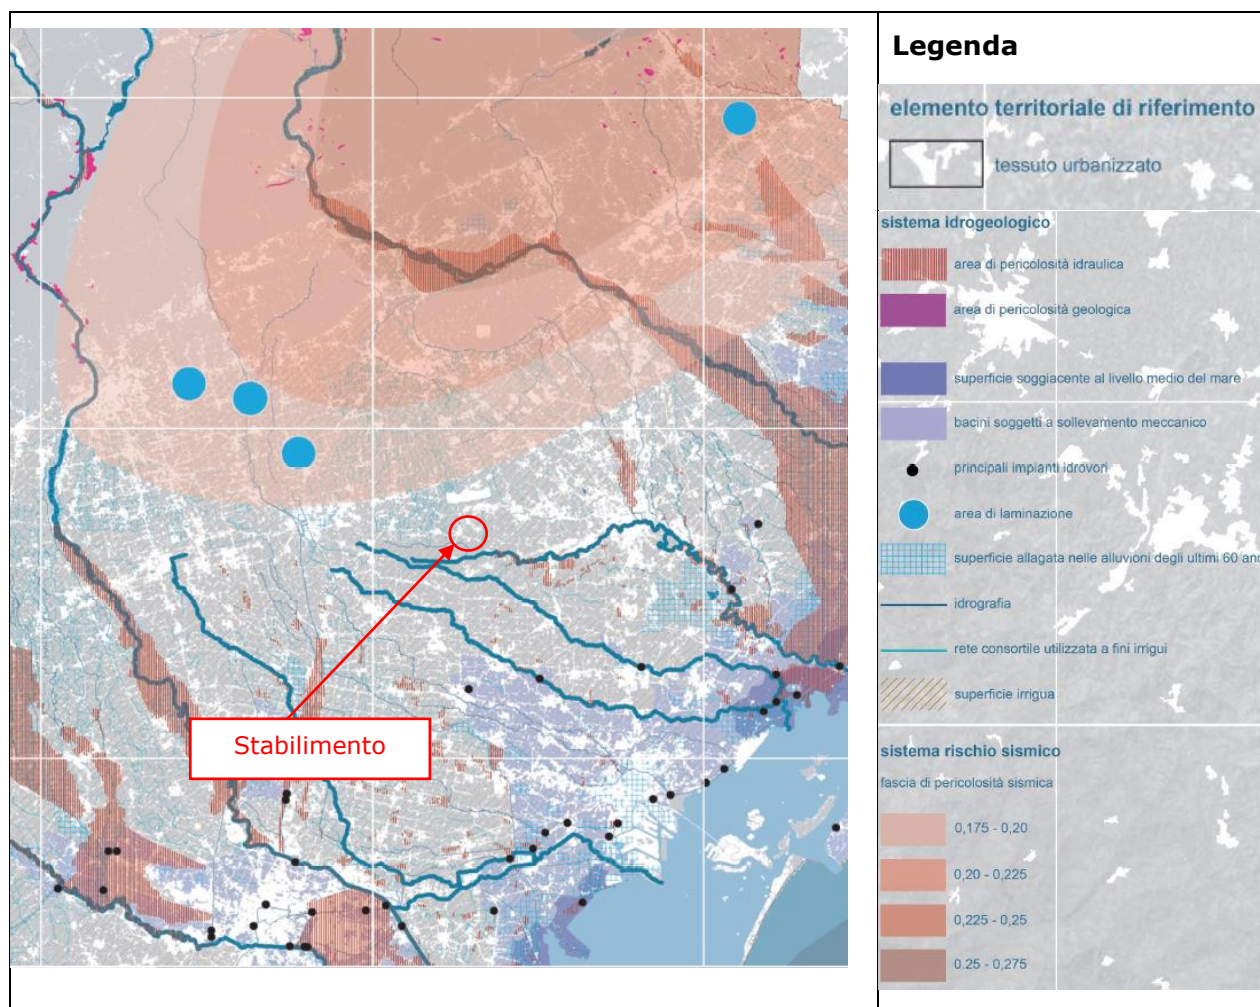 Legenda
elemento territoriale di riferimento
tessuto urbanizzato
sistema idrogeologico
area di pericolosità idraulica
area di pericolosità geologica
superficie soggiacente al livello medio del mare
bacini soggetti a sollevamento meccanico
principali impianti idrovori
area di laminazione
superficie allagata nelle alluvioni degli ultimi 60 ann
idrografia
rete consortile utilizzata a fini irrigui
superficie irrigua
sistema rischio sismico
fascia di pericolosità sismica
0,175 - 0,20
0,20 - 0,225
0,225 - 0,25
0.25 - 0,275
Stabilimento